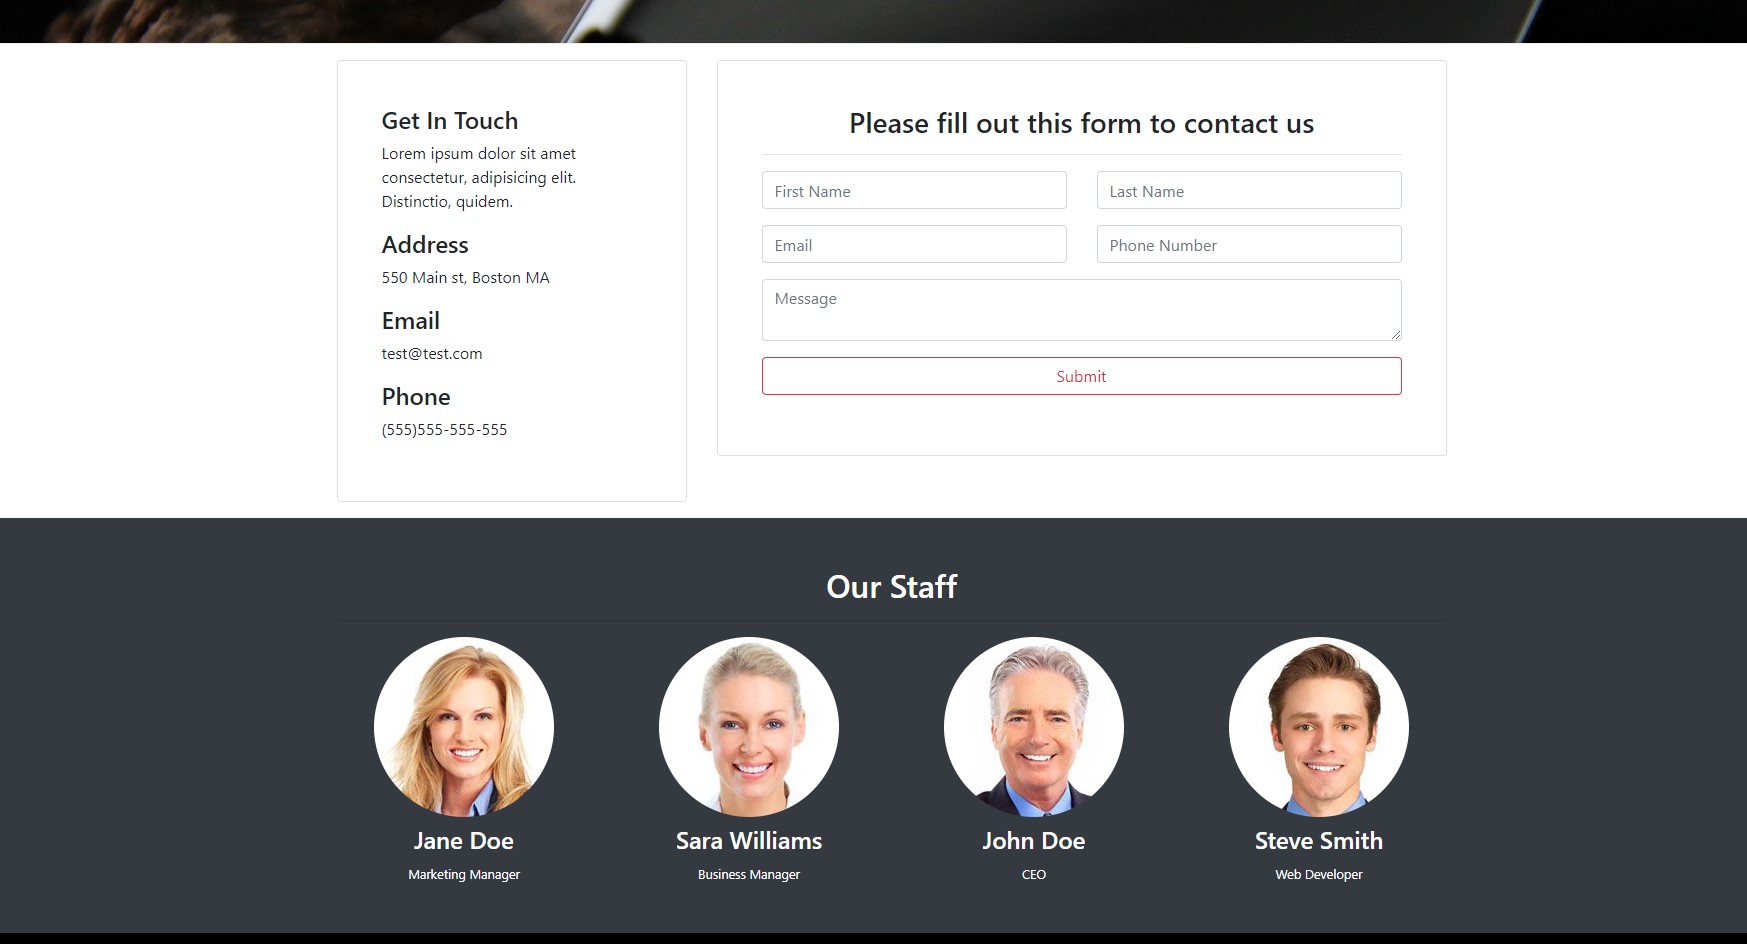 Get In Touch
Lorem ipsum dolor sit amet
consectetur, adipisicing elit.
Distinctio, quidem.
Address
550 Main st, Boston MA
Email
test@test.com
Phone
(555)555-555-555
Please fill out this form to contact us
First Name
Last Name
Email
Phone Number
Message
Submit
Our Staff
Jane Doe
Marketing Manager
Sara Williams
Business Manager
John Doe
CEO
Steve Smith
Web Developer